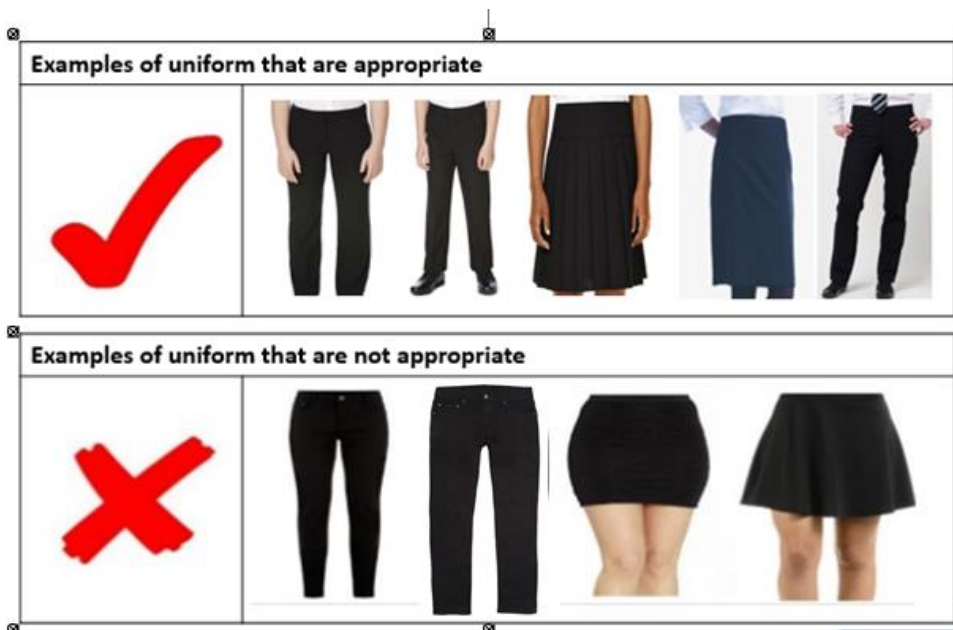 Examples of uniform that are appropriate
Examples of uniform that are not appropriate